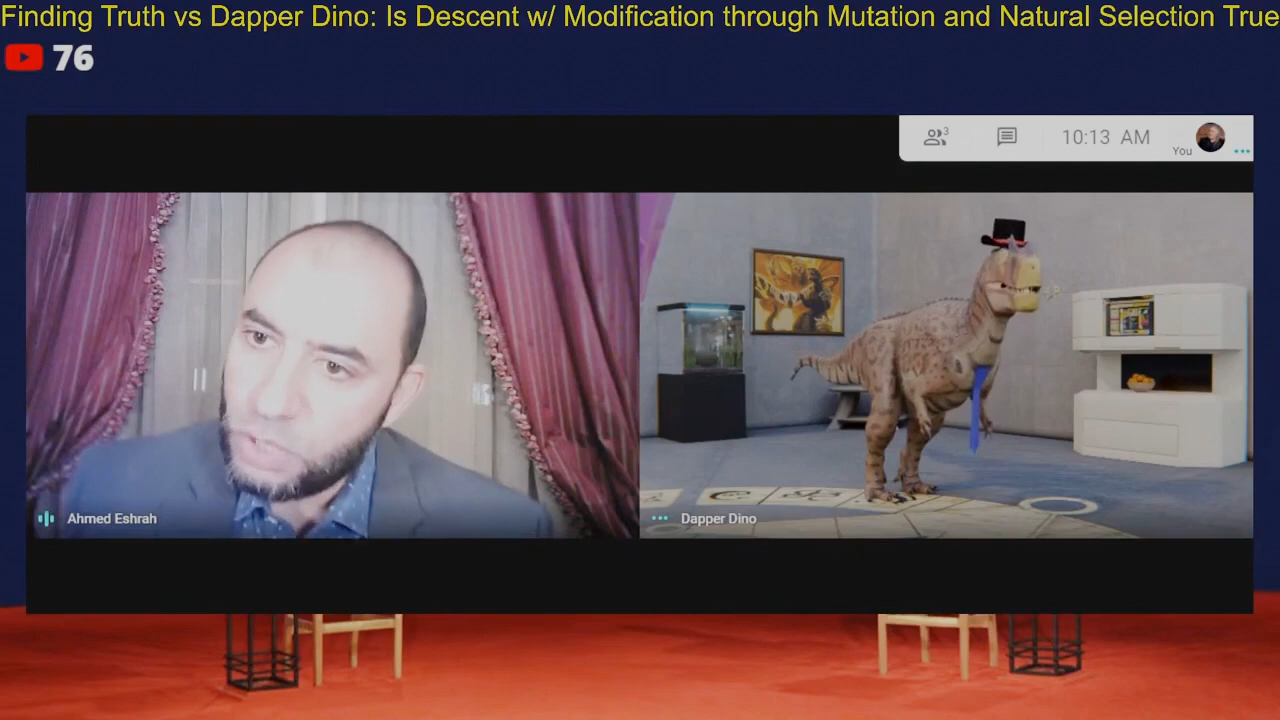 Finding Truth vs Dapper Dino: Is Descent w/ Modification through Mutation and Natural Selection True
76
3
10:13 AM
You
Ahmed Eshrah
Dapper Dino